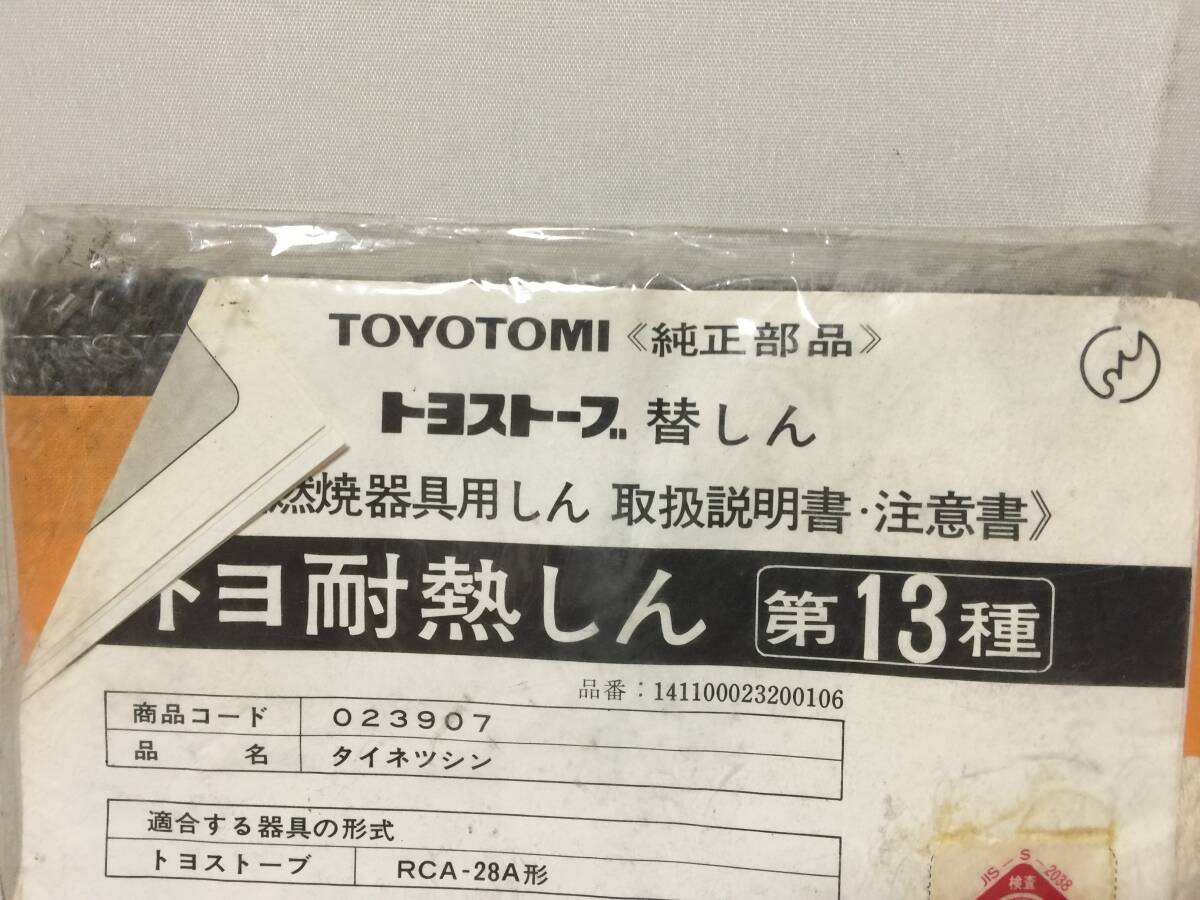 TOYOTOMI《純正部品》
トヨストーブ 替しん
燃焼器具用しん 取扱説明書・注意書》
トヨ耐熱しん 第13種
品番：141100023200106
商品コード 023907
品名 タイネツシン
適合する器具の形式
トヨストーブ RCA-28A形
JIS-S-2038
検査